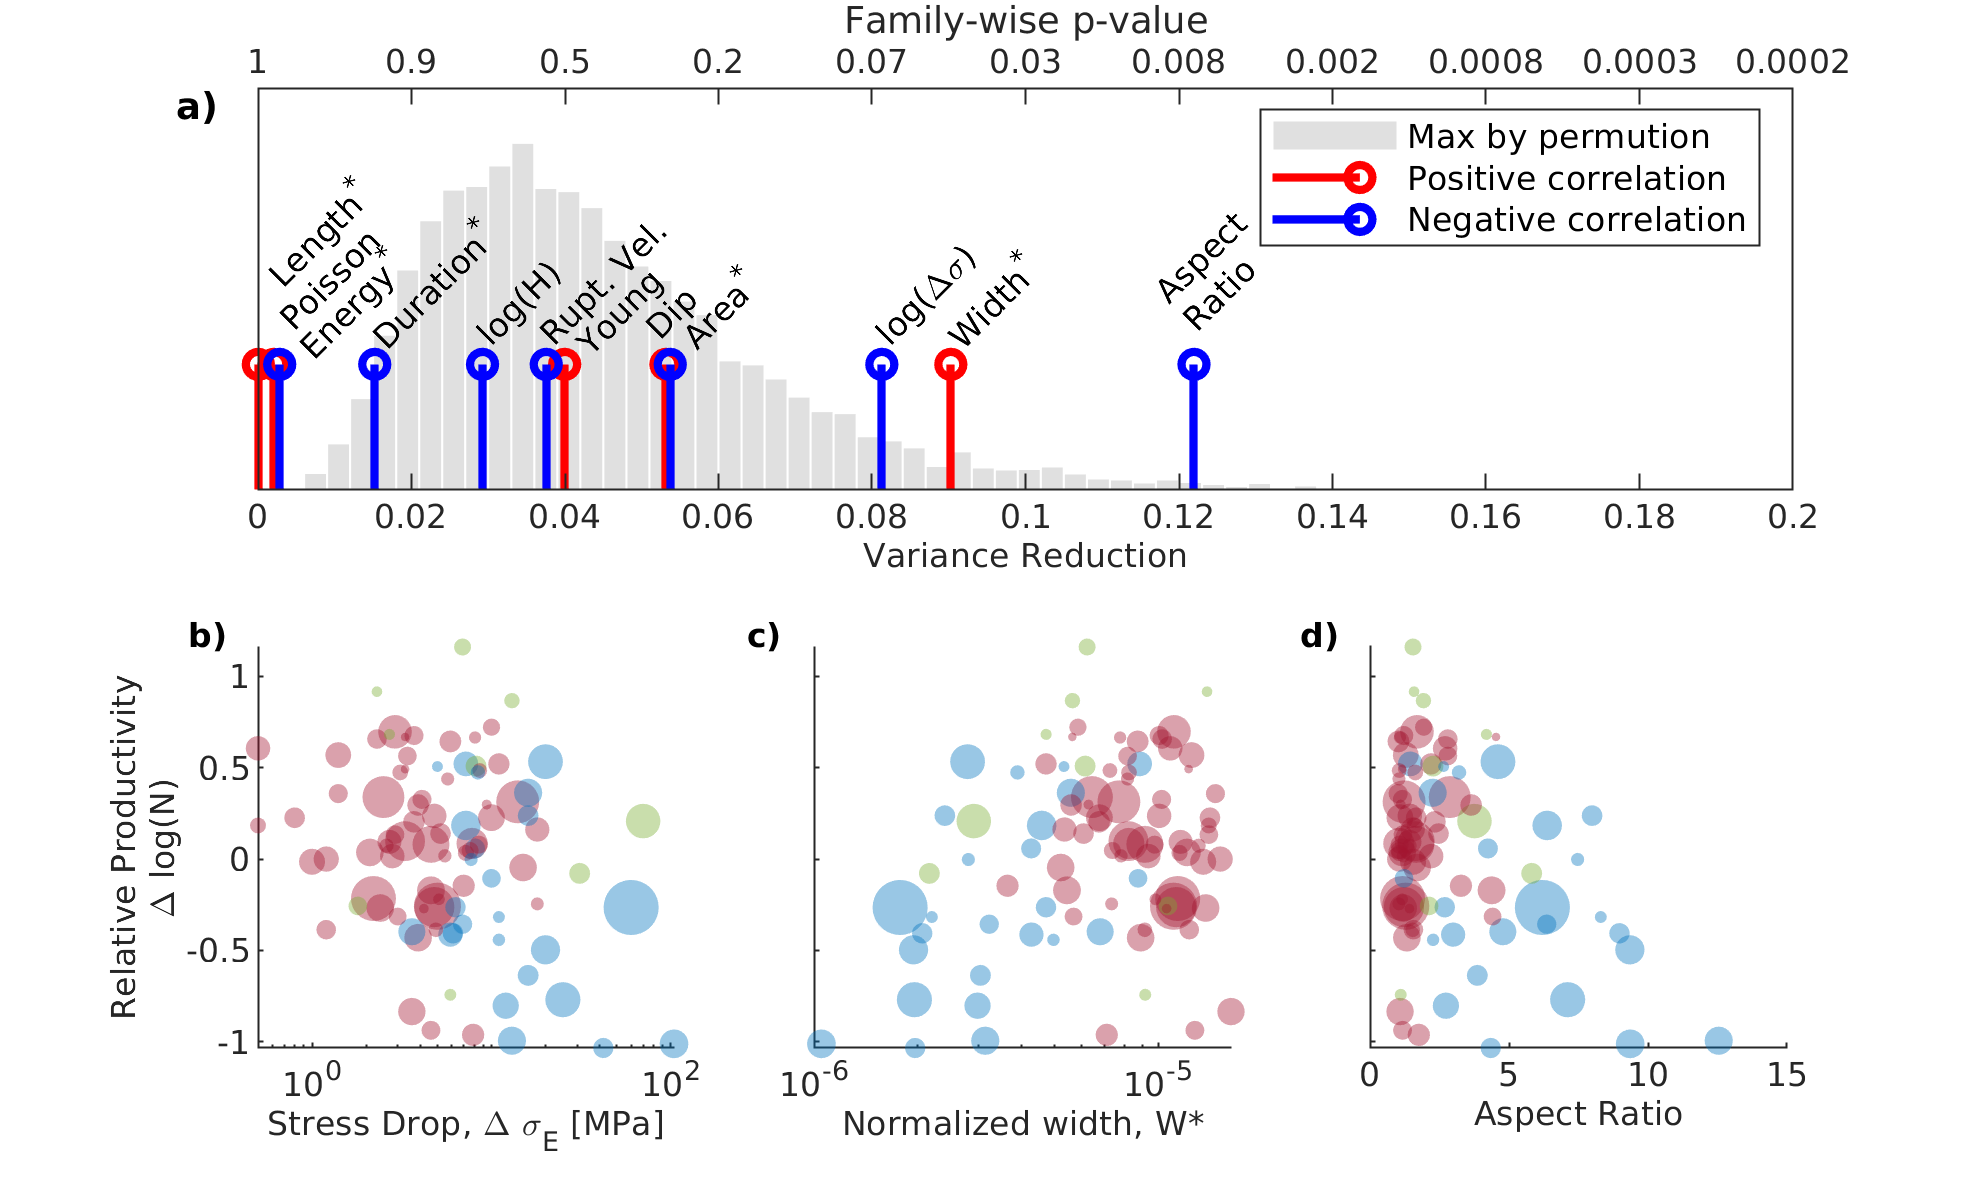 Family-wise p-value
1 0.9 0.5 0.2 0.07 0.03 0.008 0.002 0.0008 0.0003 0.0002
a)
Max by permution
Positive correlation
Negative correlation
Length*
Poisson
Energy*
Duration*
log(H)
Rupt. Vel.
Young
Dip
Area*
log(Δσ)
Width*
Aspect
Ratio
0 0.02 0.04 0.06 0.08 0.1 0.12 0.14 0.16 0.18 0.2
Variance Reduction
b)
c)
d)
Relative Productivity
Δ log(N)
1
0.5
0
-0.5
-1
10^0 10^2
Stress Drop, Δ σ_E [MPa]
10^-6 10^-5
Normalized width, W*
0 5 10 15
Aspect Ratio